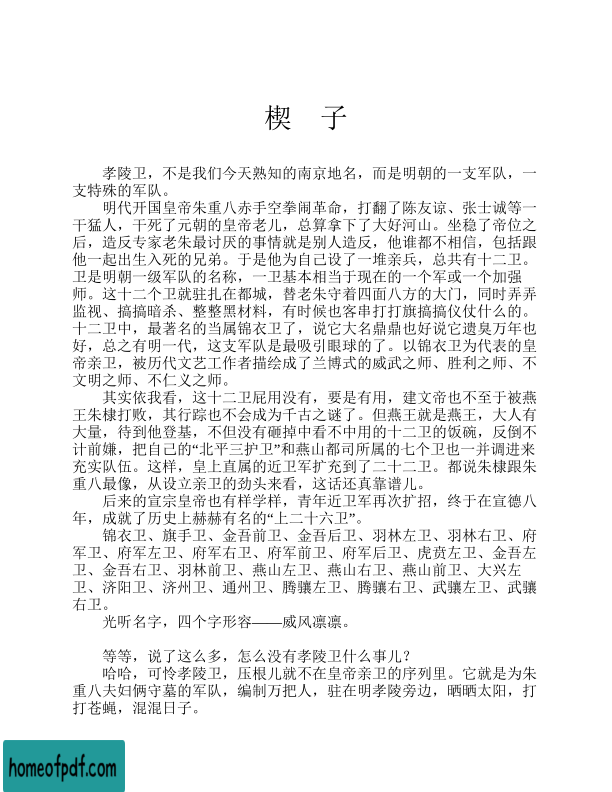 楔 子
孝陵卫，不是我们今天熟知的南京地名，而是明朝的一支军队，一
支特殊的军队。
明代开国皇帝朱重八赤手空拳闹革命，打翻了陈友谅、张士诚等一
干猛人，干死了元朝的皇帝老儿，总算拿下了大好河山。坐稳了帝位之
后，造反专家老朱最讨厌的事情就是别人造反，他谁都不相信，包括跟
他一起出生入死的兄弟。于是他为自己设了一堆亲兵，总共有十二卫。
卫是明朝一级军队的名称，一卫基本相当于现在的一个军或一个加强
师。这十二个卫就驻扎在都城，替老朱守着四面八方的大门，同时弄弄
监视、搞搞暗杀、整整黑材料，有时候也客串打打旗搞搞仪仗什么的。
十二卫中，最著名的当属锦衣卫了，说它大名鼎鼎也好说它遗臭万年也
好，总之有明一代，这支军队是最吸引眼球的了。以锦衣卫为代表的皇
帝亲卫，被历代文艺工作者描绘成了兰博式的威武之师、胜利之师、不
文明之师、不仁义之师。
其实依我看，这十二卫屁用没有，要是有用，建文帝也不至于被燕
王朱棣打败，其行踪也不会成为千古之谜了。但燕王就是燕王，大人有
大量，待到他登基，不但没有砸掉中看不中用的十二卫的饭碗，反倒不
计前嫌，把自己的“北平三护卫”和燕山都司所属的七个卫也一并调进来
充实队伍。这样，皇上直属的近卫军扩充到了二十二卫。都说朱棣跟朱
重八最像，从设立亲卫的劲头来看，这话还真靠谱儿。
后来的宣宗皇帝也有样学样，青年近卫军再次扩招，终于在宣德八
年，成就了历史上赫赫有名的“上二十六卫”。
锦衣卫、旗手卫、金吾前卫、金吾后卫、羽林左卫、羽林右卫、府
军卫、府军左卫、府军右卫、府军前卫、府军后卫、虎贲左卫、金吾左
卫、金吾右卫、羽林前卫、燕山左卫、燕山右卫、燕山前卫、大兴左
卫、济阳卫、济州卫、通州卫、腾骧左卫、腾骧右卫、武骧左卫、武骧
右卫。
光听名字，四个字形容——威风凛凛。
等等，说了这么多，怎么没有孝陵卫什么事儿？
哈哈，可怜孝陵卫，压根儿就不在皇帝亲卫的序列里。它就是为朱
重八夫妇俩守墓的军队，编制万把人，驻在明孝陵旁边，晒晒太阳，打
打苍蝇，混混日子。
homeofpdf.com